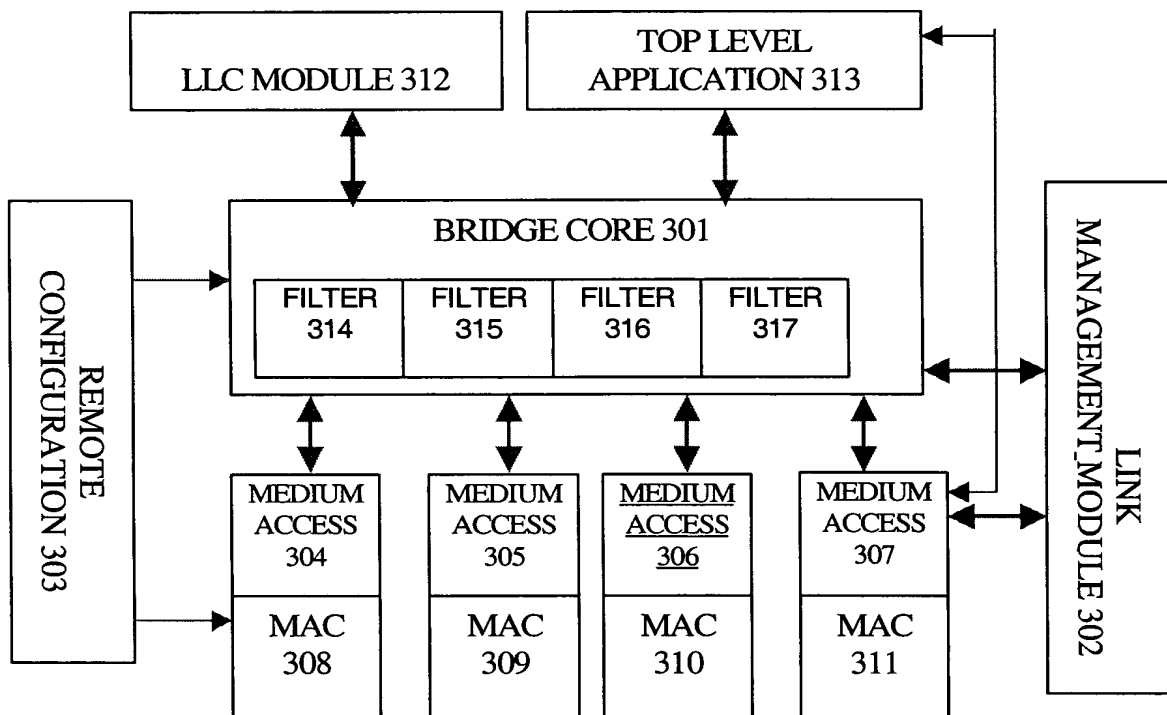 LLC MODULE 312
TOP LEVEL
APPLICATION 313
BRIDGE CORE 301
FILTER
314
FILTER
315
FILTER
316
FILTER
317
REMOTE
CONFIGURATION 303
LINK
MANAGEMENT_MODULE 302
MEDIUM
ACCESS
304
MEDIUM
ACCESS
305
MEDIUM
ACCESS
306
MEDIUM
ACCESS
307
MAC
308
MAC
309
MAC
310
MAC
311